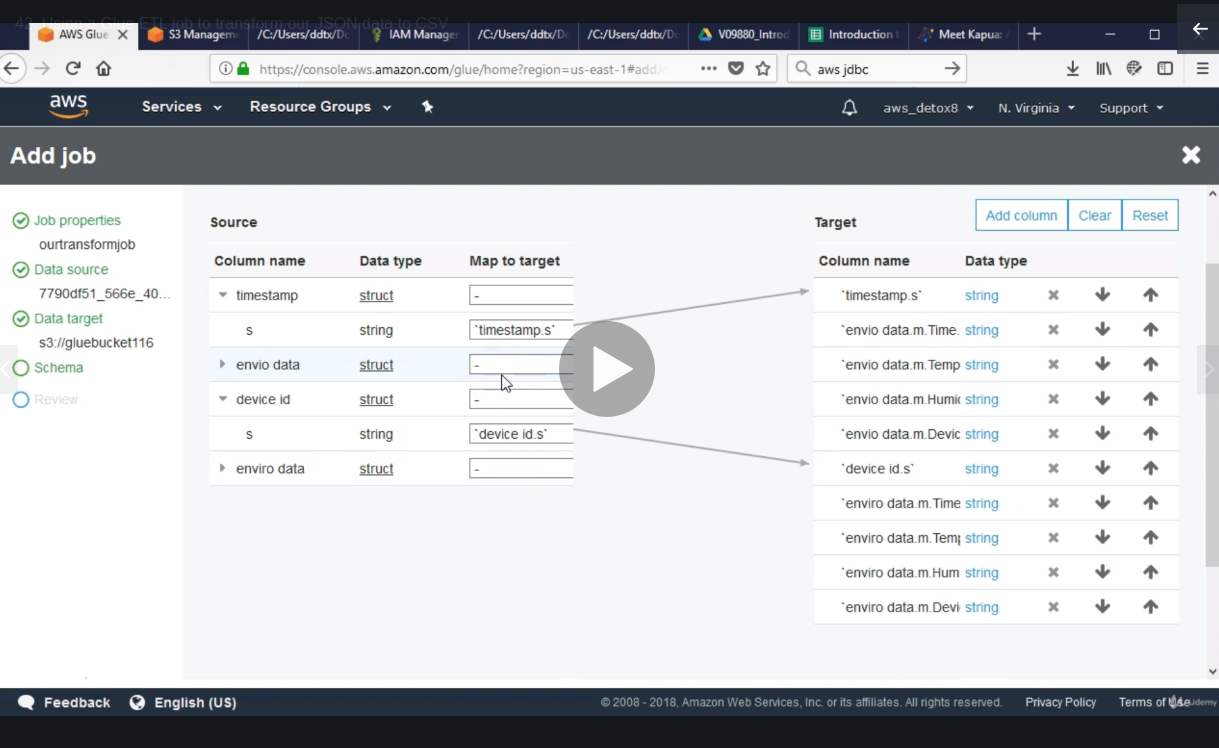 42. Using a Glue ETL job to transform our JSON data to CSV
AWS Glue
S3 Managem
/C:/Users/ddtx/Do
IAM Manager
/C:/Users/ddtx/Do
/C:/Users/ddtx/Do
V09880_Introd
Introduction t
Meet Kapua:
https://console.aws.amazon.com/glue/home?region=us-east-1#addJ
aws jdbc
aws
Services
Resource Groups
aws_detox8
N. Virginia
Support
Add job
Job properties
ourtransformjob
Data source
7790df51_566e_40...
Data target
s3://gluebucket116
Schema
Review
Source
Column name Data type Map to target
timestamp struct -
s string `timestamp.s`
envio data struct -
device id struct -
s string `device id.s`
enviro data struct -
Target
Add column
Clear
Reset
Column name Data type
`timestamp.s` string
`envio data.m.Time. string
`envio data.m.Temp string
`envio data.m.Humic string
`envio data.m.Devic string
`device id.s` string
`enviro data.m.Time string
`enviro data.m.Temp string
`enviro data.m.Hum string
`enviro data.m.Devi string
Feedback
English (US)
© 2008 - 2018, Amazon Web Services, Inc. or its affiliates. All rights reserved.
Privacy Policy
Terms of Use
Udemy